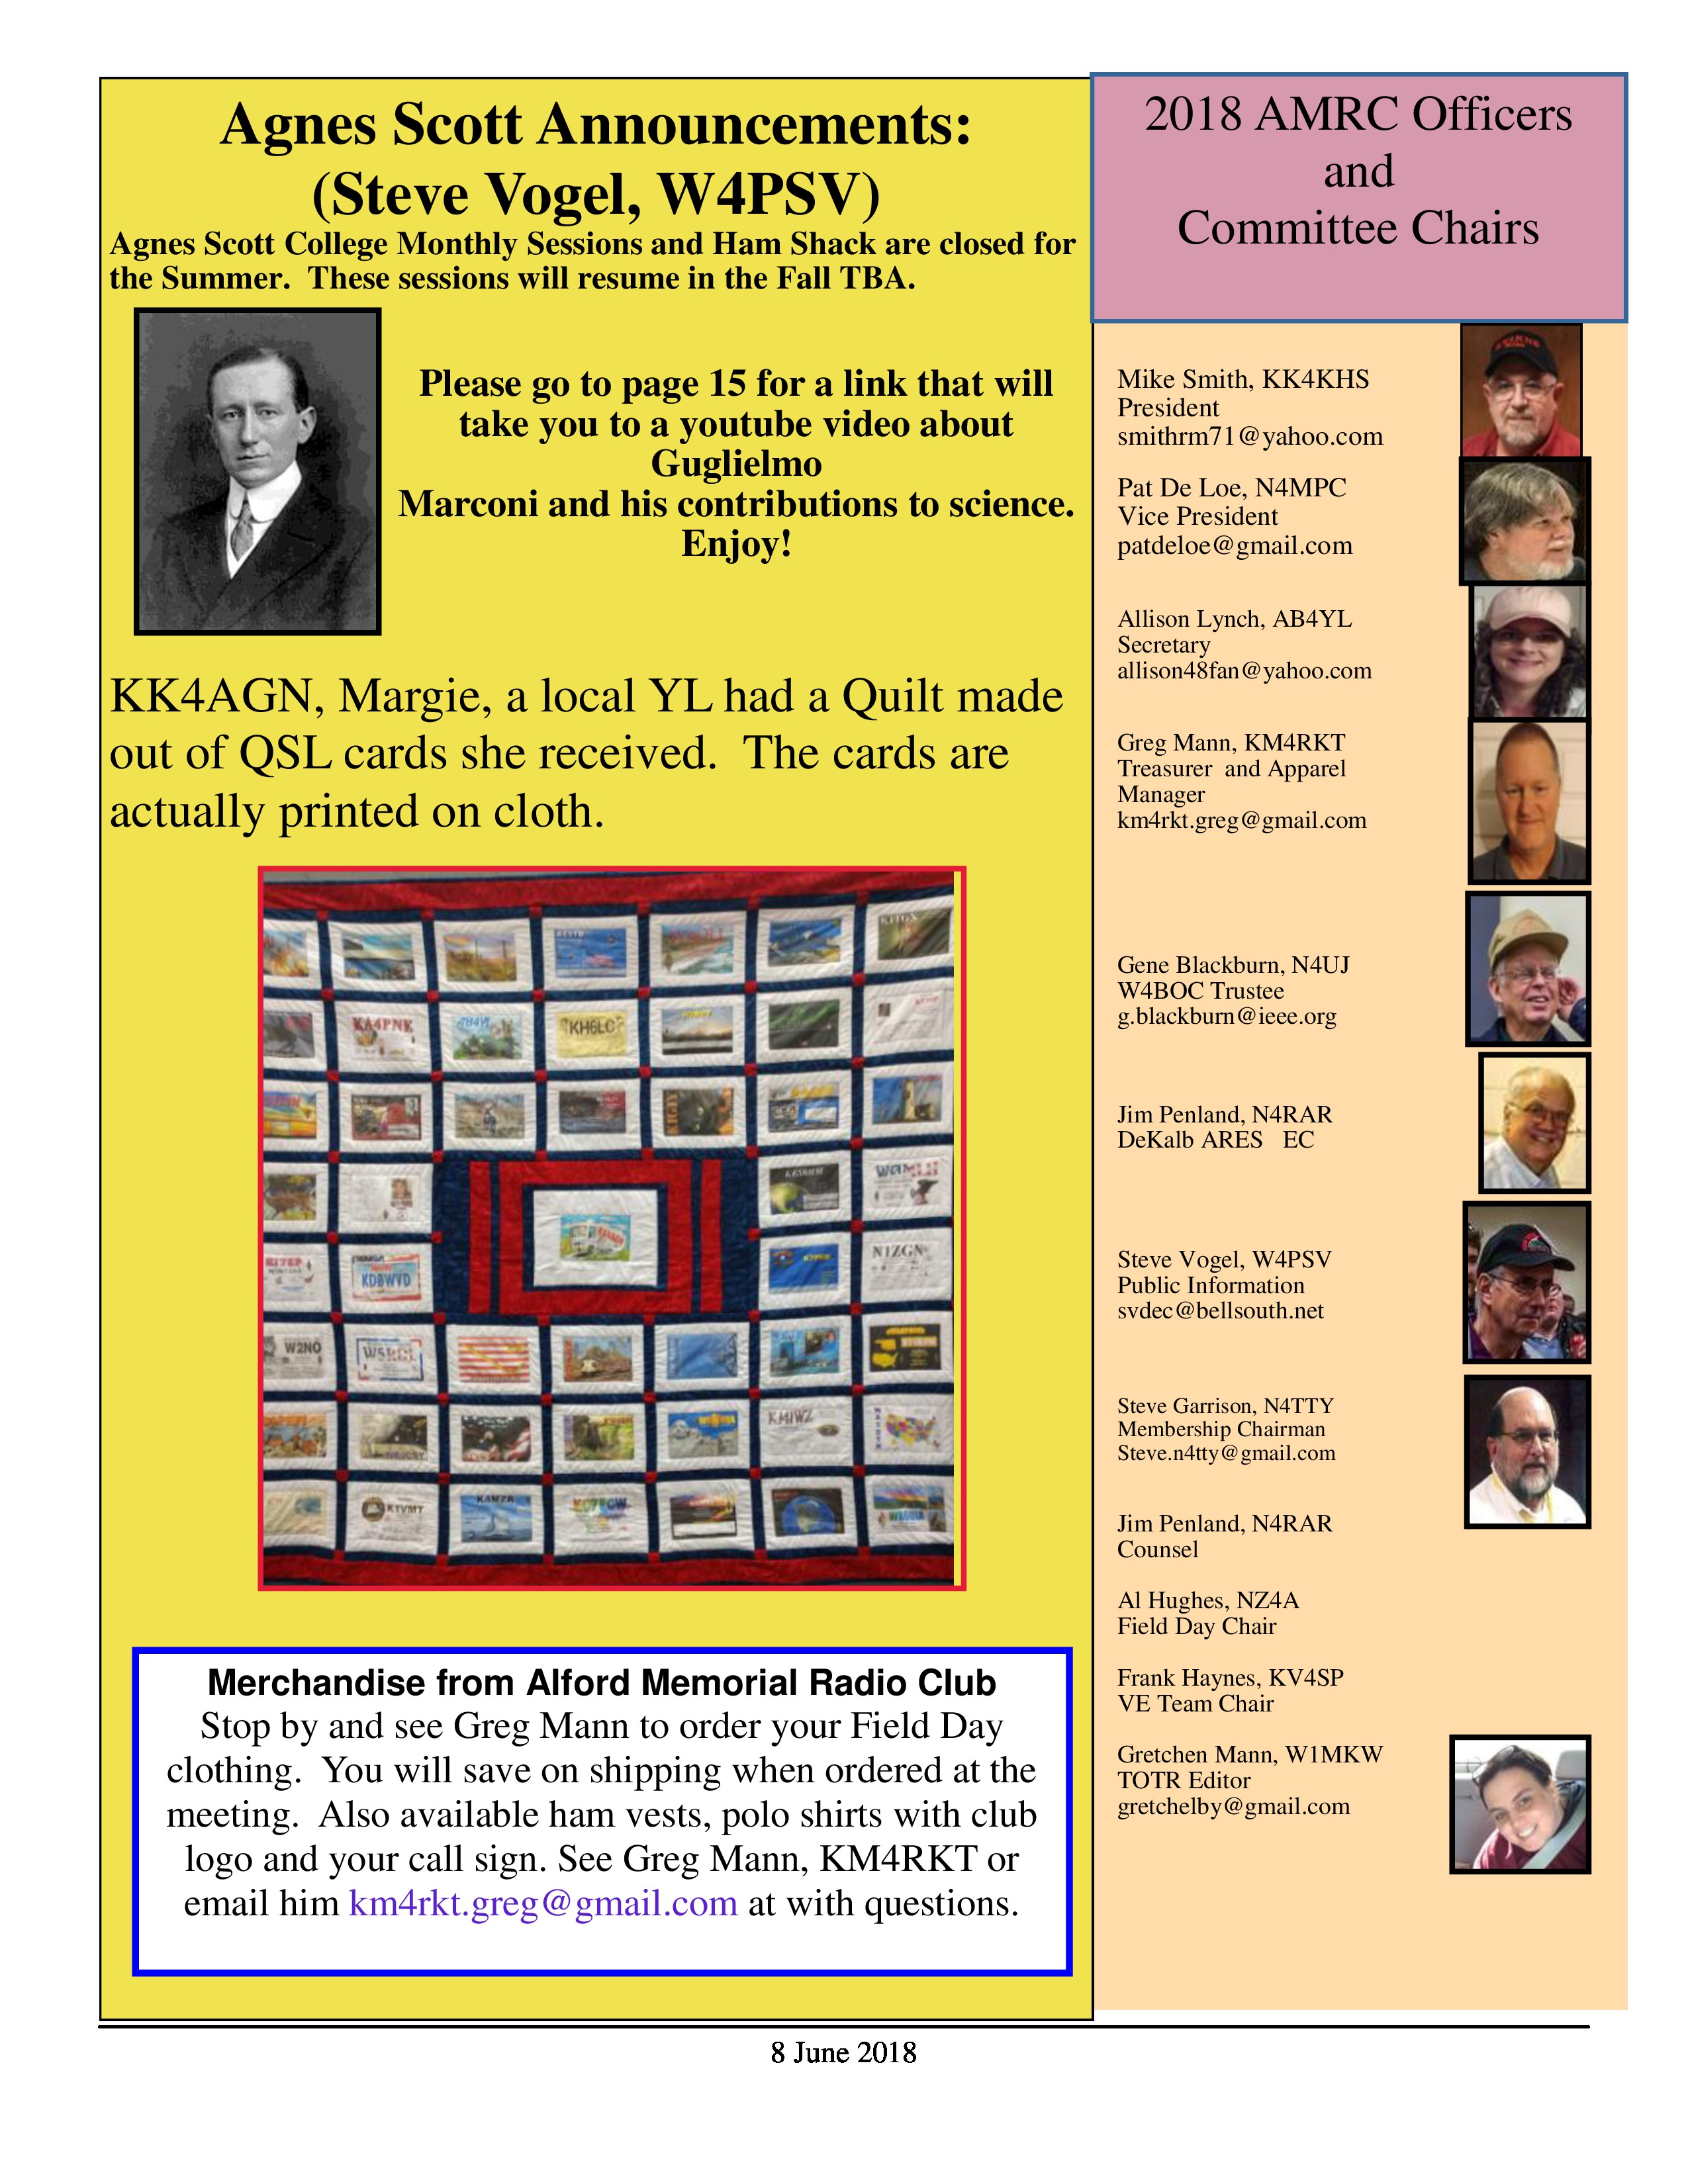 Agnes Scott Announcements:
(Steve Vogel, W4PSV)
Agnes Scott College Monthly Sessions and Ham Shack are closed for
the Summer.  These sessions will resume in the Fall TBA.
Please go to page 15 for a link that will
take you to a youtube video about
Guglielmo
Marconi and his contributions to science.
Enjoy!
KK4AGN, Margie, a local YL had a Quilt made
out of QSL cards she received.  The cards are
actually printed on cloth.
KA4PNK
KH6LC
KDBWVD
N1ZGN
W2NO
KMIWZ
K1VMT
Merchandise from Alford Memorial Radio Club
Stop by and see Greg Mann to order your Field Day
clothing.  You will save on shipping when ordered at the
meeting.  Also available ham vests, polo shirts with club
logo and your call sign. See Greg Mann, KM4RKT or
email him km4rkt.greg@gmail.com at with questions.
2018 AMRC Officers
and
Committee Chairs
Mike Smith, KK4KHS
President
smithrm71@yahoo.com
Pat De Loe, N4MPC
Vice President
patdeloe@gmail.com
Allison Lynch, AB4YL
Secretary
allison48fan@yahoo.com
Greg Mann, KM4RKT
Treasurer  and Apparel
Manager
km4rkt.greg@gmail.com
Gene Blackburn, N4UJ
W4BOC Trustee
g.blackburn@ieee.org
Jim Penland, N4RAR
DeKalb ARES   EC
Steve Vogel, W4PSV
Public Information
svdec@bellsouth.net
Steve Garrison, N4TTY
Membership Chairman
Steve.n4tty@gmail.com
Jim Penland, N4RAR
Counsel
Al Hughes, NZ4A
Field Day Chair
Frank Haynes, KV4SP
VE Team Chair
Gretchen Mann, W1MKW
TOTR Editor
gretchelby@gmail.com
8 June 2018